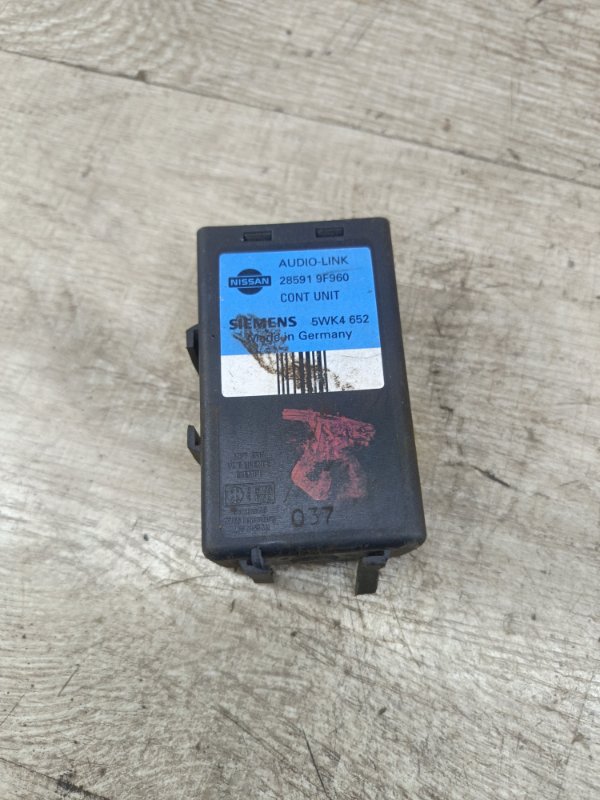 AUDIO-LINK
NISSAN 28591 9F960
CONT UNIT
SIEMENS 5WK4 652
Made in Germany
037